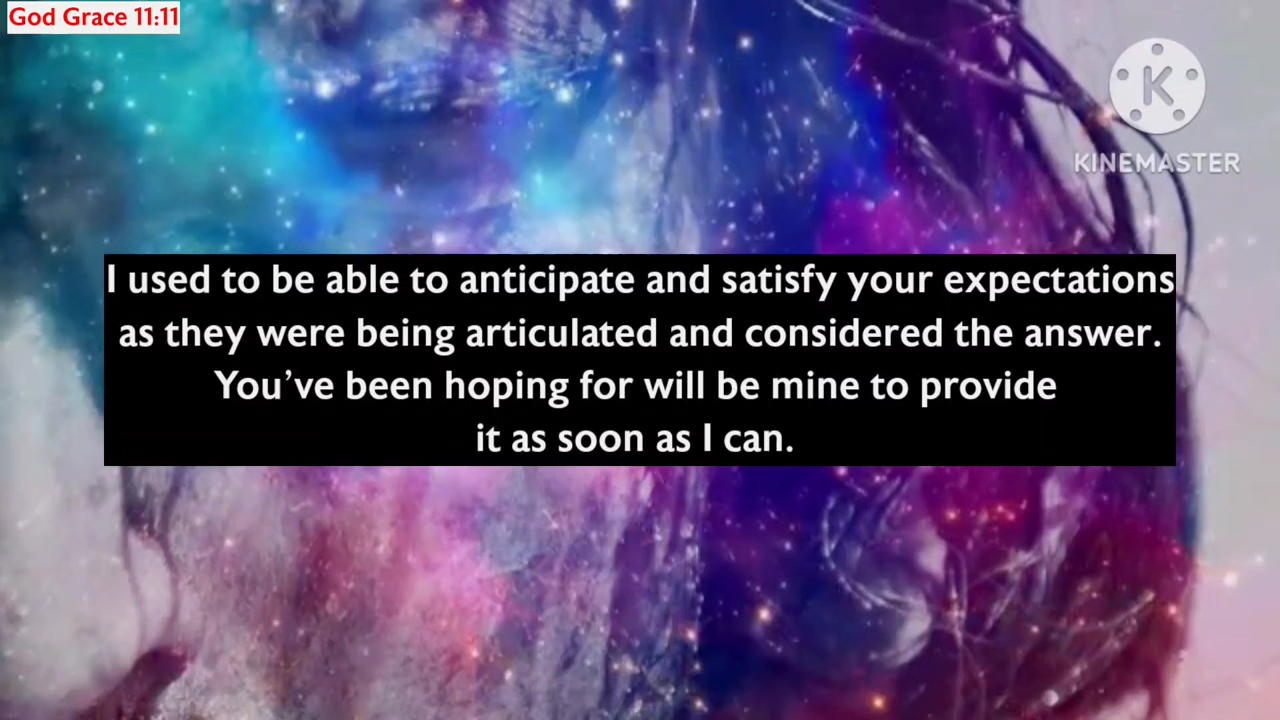 God Grace 11:11
K
KINEMASTER
I used to be able to anticipate and satisfy your expectations
as they were being articulated and considered the answer.
You’ve been hoping for will be mine to provide
it as soon as I can.